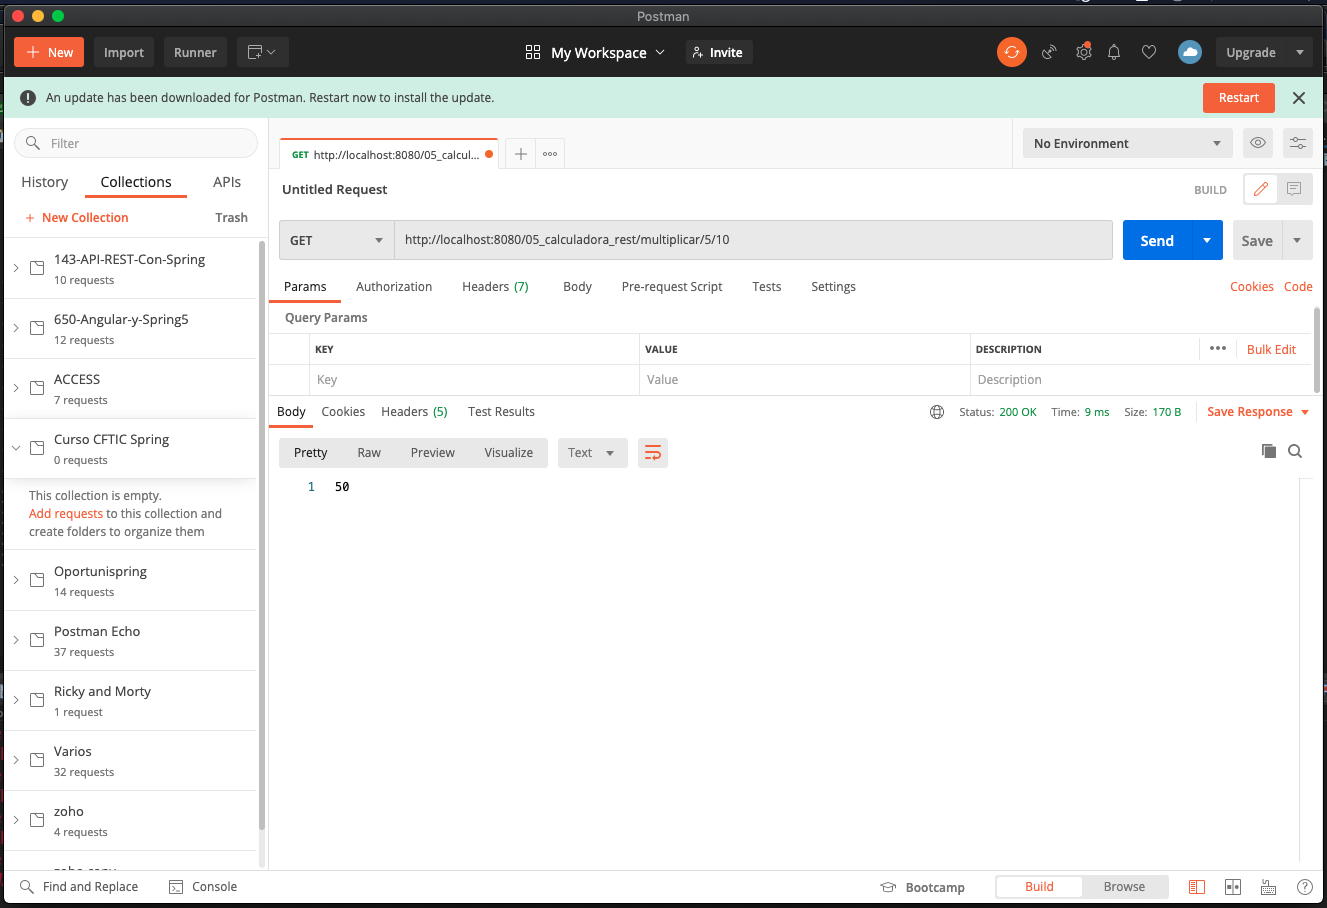 Postman
New
Import
Runner
My Workspace
Invite
Upgrade
An update has been downloaded for Postman. Restart now to install the update.
Restart
Filter
History
Collections
APIs
+ New Collection
Trash
143-API-REST-Con-Spring
10 requests
650-Angular-y-Spring5
12 requests
ACCESS
7 requests
Curso CFTIC Spring
0 requests
This collection is empty.
Add requests to this collection and
create folders to organize them
Oportunispring
14 requests
Postman Echo
37 requests
Ricky and Morty
1 request
Varios
32 requests
zoho
4 requests
GET http://localhost:8080/05_calcul...
No Environment
Untitled Request
BUILD
GET
http://localhost:8080/05_calculadora_rest/multiplicar/5/10
Send
Save
Params
Authorization
Headers (7)
Body
Pre-request Script
Tests
Settings
Cookies
Code
Query Params
KEY
VALUE
DESCRIPTION
Bulk Edit
Key
Value
Description
Body
Cookies
Headers (5)
Test Results
Status: 200 OK
Time: 9 ms
Size: 170 B
Save Response
Pretty
Raw
Preview
Visualize
Text
1 50
Find and Replace
Console
Bootcamp
Build
Browse